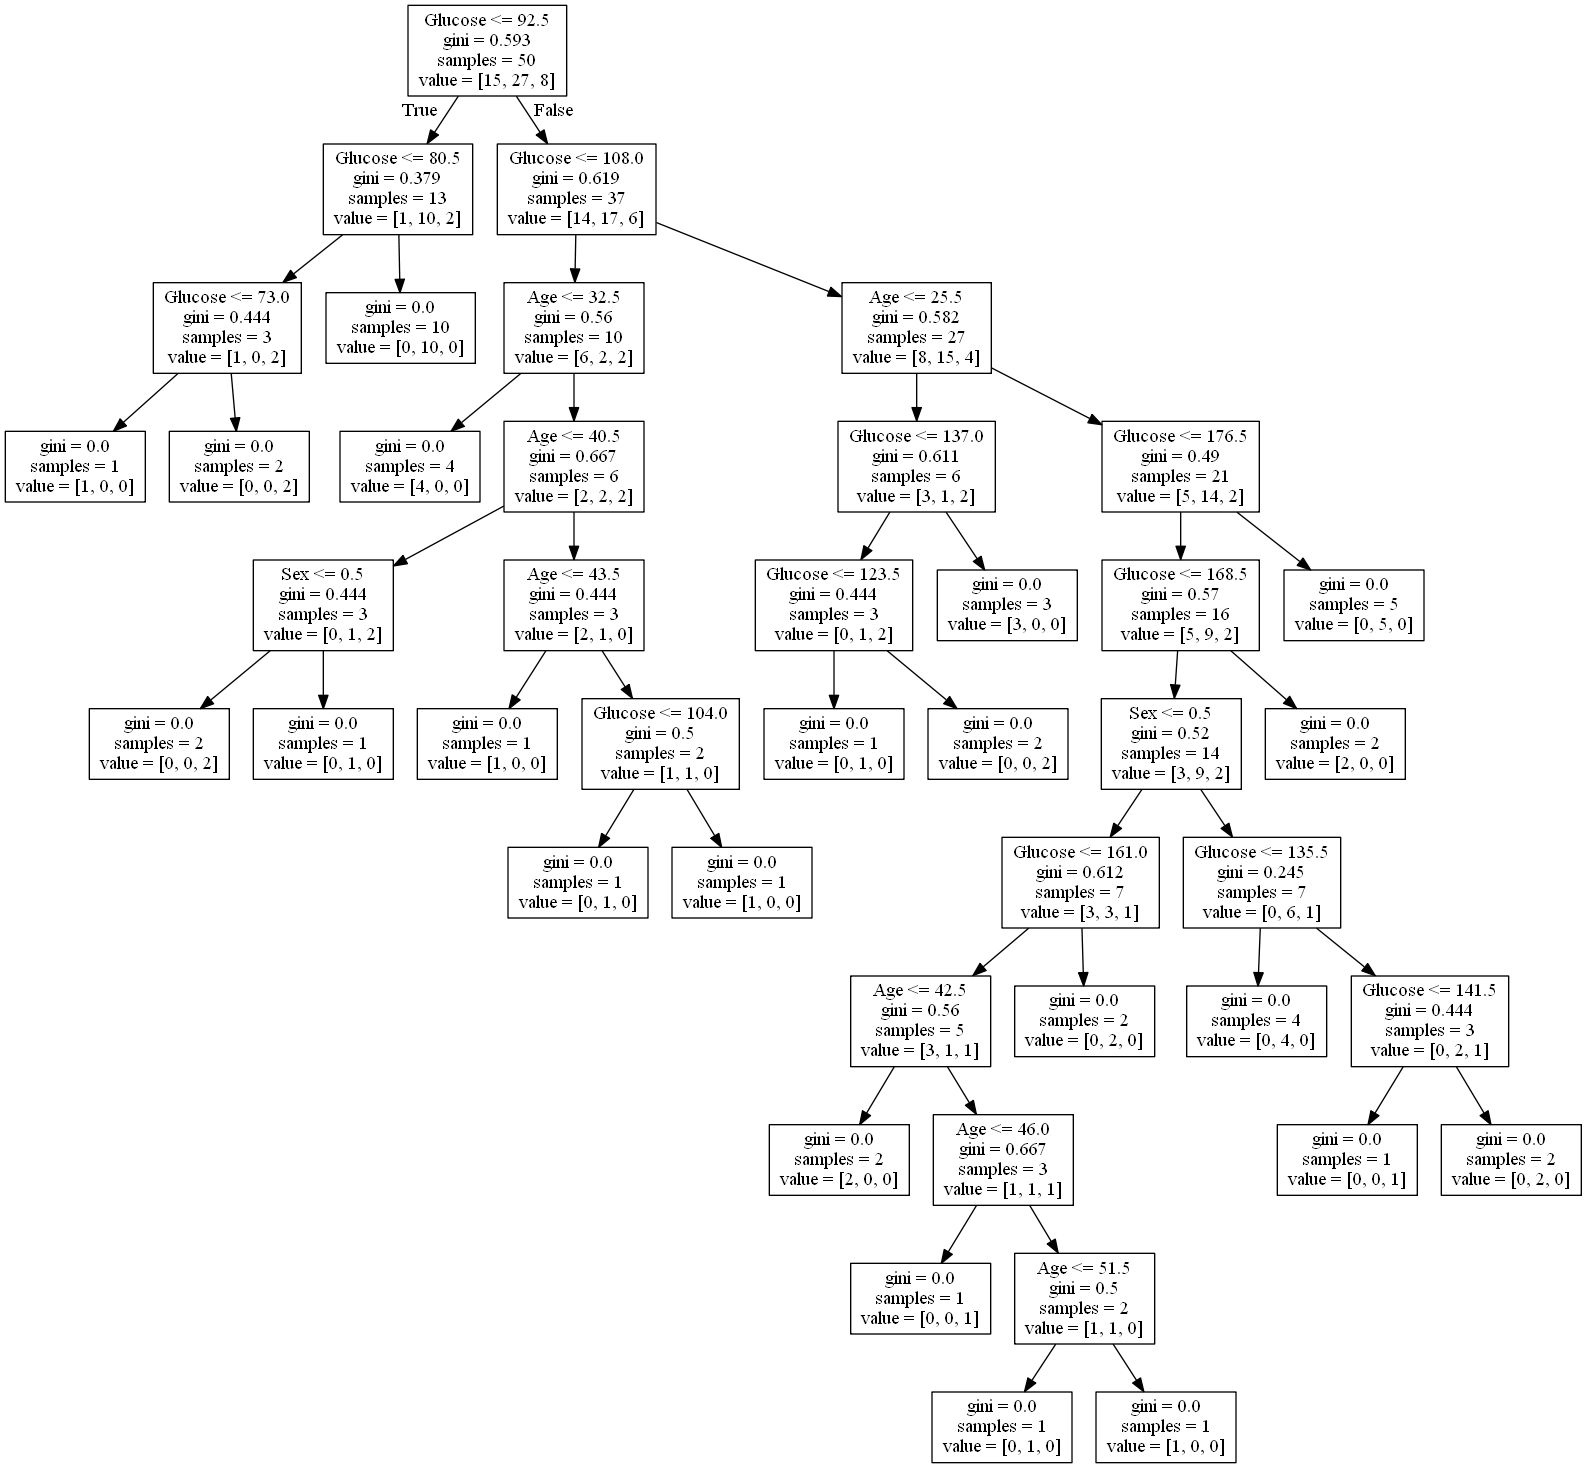 Glucose <= 92.5
gini = 0.593
samples = 50
value = [15, 27, 8]
True
False
Glucose <= 80.5
gini = 0.379
samples = 13
value = [1, 10, 2]
Glucose <= 108.0
gini = 0.619
samples = 37
value = [14, 17, 6]
Glucose <= 73.0
gini = 0.444
samples = 3
value = [1, 0, 2]
gini = 0.0
samples = 10
value = [0, 10, 0]
Age <= 32.5
gini = 0.56
samples = 10
value = [6, 2, 2]
Age <= 25.5
gini = 0.582
samples = 27
value = [8, 15, 4]
gini = 0.0
samples = 1
value = [1, 0, 0]
gini = 0.0
samples = 2
value = [0, 0, 2]
gini = 0.0
samples = 4
value = [4, 0, 0]
Age <= 40.5
gini = 0.667
samples = 6
value = [2, 2, 2]
Glucose <= 137.0
gini = 0.611
samples = 6
value = [3, 1, 2]
Glucose <= 176.5
gini = 0.49
samples = 21
value = [5, 14, 2]
Sex <= 0.5
gini = 0.444
samples = 3
value = [0, 1, 2]
Age <= 43.5
gini = 0.444
samples = 3
value = [2, 1, 0]
Glucose <= 123.5
gini = 0.444
samples = 3
value = [0, 1, 2]
gini = 0.0
samples = 3
value = [3, 0, 0]
Glucose <= 168.5
gini = 0.57
samples = 16
value = [5, 9, 2]
gini = 0.0
samples = 5
value = [0, 5, 0]
gini = 0.0
samples = 2
value = [0, 0, 2]
gini = 0.0
samples = 1
value = [0, 1, 0]
gini = 0.0
samples = 1
value = [1, 0, 0]
Glucose <= 104.0
gini = 0.5
samples = 2
value = [1, 1, 0]
gini = 0.0
samples = 1
value = [0, 1, 0]
gini = 0.0
samples = 2
value = [0, 0, 2]
Sex <= 0.5
gini = 0.52
samples = 14
value = [3, 9, 2]
gini = 0.0
samples = 2
value = [2, 0, 0]
gini = 0.0
samples = 1
value = [0, 1, 0]
gini = 0.0
samples = 1
value = [1, 0, 0]
Glucose <= 161.0
gini = 0.612
samples = 7
value = [3, 3, 1]
Glucose <= 135.5
gini = 0.245
samples = 7
value = [0, 6, 1]
Age <= 42.5
gini = 0.56
samples = 5
value = [3, 1, 1]
gini = 0.0
samples = 2
value = [0, 2, 0]
gini = 0.0
samples = 4
value = [0, 4, 0]
Glucose <= 141.5
gini = 0.444
samples = 3
value = [0, 2, 1]
gini = 0.0
samples = 2
value = [2, 0, 0]
Age <= 46.0
gini = 0.667
samples = 3
value = [1, 1, 1]
gini = 0.0
samples = 1
value = [0, 0, 1]
gini = 0.0
samples = 2
value = [0, 2, 0]
gini = 0.0
samples = 1
value = [0, 0, 1]
Age <= 51.5
gini = 0.5
samples = 2
value = [1, 1, 0]
gini = 0.0
samples = 1
value = [0, 1, 0]
gini = 0.0
samples = 1
value = [1, 0, 0]